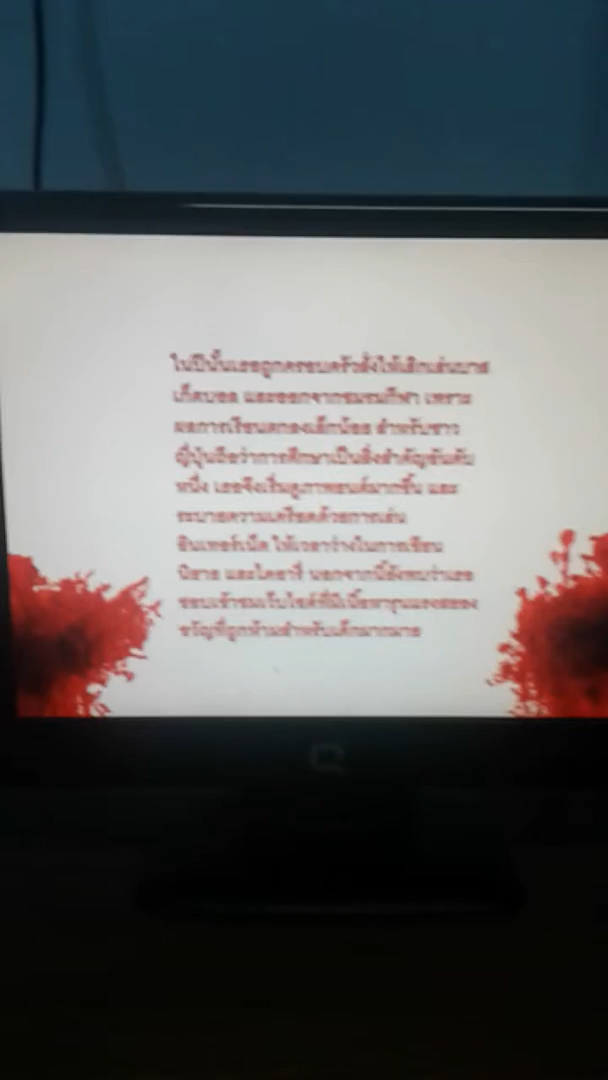 ในปีนั้นเธอถูกครอบครัวสั่งให้เลิกเล่นบาส
เก็ตบอล และออกจากชมรมกีฬา เพราะ
ผลการเรียนตกลงเล็กน้อย สำหรับชาว
ญี่ปุ่นถือว่าการศึกษาเป็นสิ่งสำคัญอันดับ
หนึ่ง เธอจึงเริ่มดูภาพยนต์มากขึ้น และ
ระบายความเครียดด้วยการเล่น
อินเทอร์เน็ต ใช้เวลาว่างในการเขียน
นิยาย และไดอารี่ นอกจากนี้ยังพบว่าเธอ
ชอบเข้าชมเว็บไซต์ที่มีเนื้อหารุนแรงสยอง
ขวัญที่ถูกห้ามสำหรับเด็กมากมาย